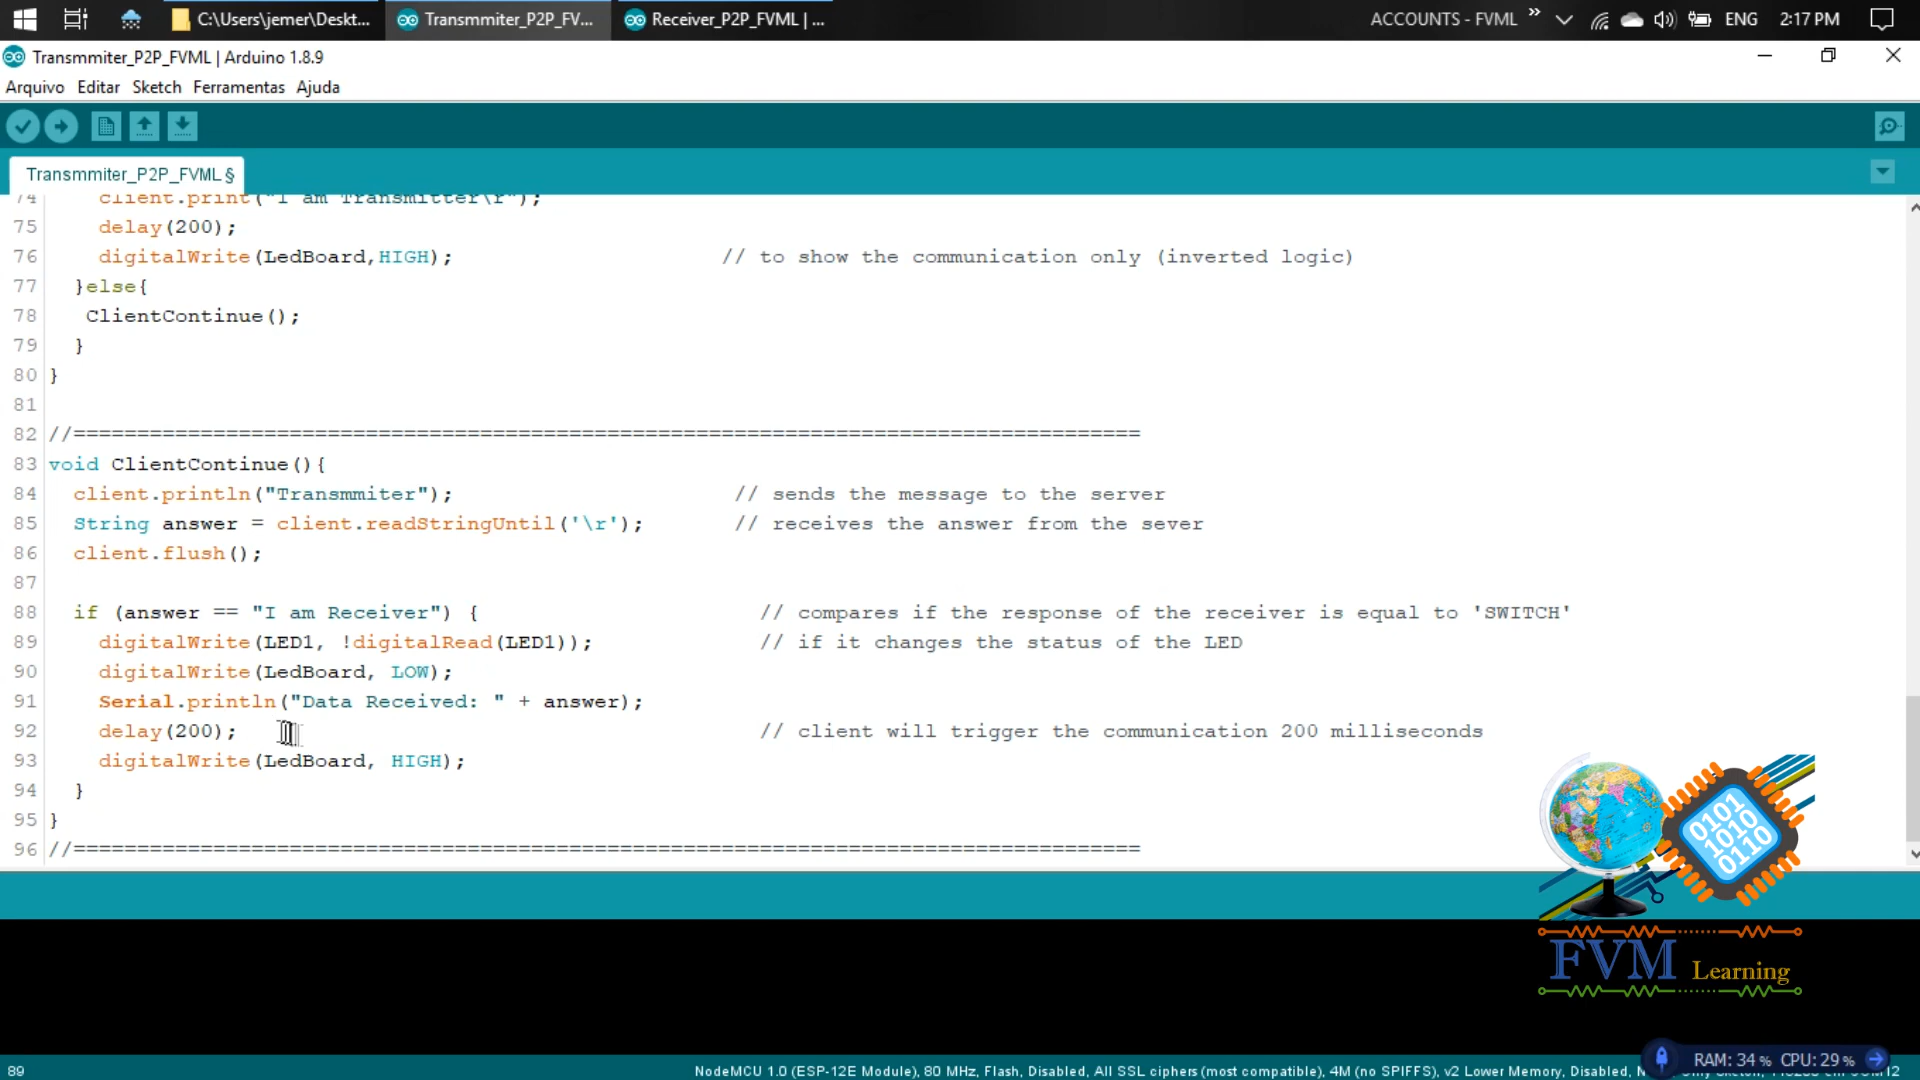 C:\Users\jemer\Deskt...
Transmmiter_P2P_FV...
Receiver_P2P_FVML | ...
ACCOUNTS - FVML
ENG
2:17 PM
Transmmiter_P2P_FVML | Arduino 1.8.9
Arquivo Editar Sketch Ferramentas Ajuda
Transmmiter_P2P_FVML §
74 client.print("I am Transmitter\r");
75 delay(200);
76 digitalWrite(LedBoard,HIGH); // to show the communication only (inverted logic)
77 }else{
78 ClientContinue();
79 }
80 }
81
82 //====================================================================================
83 void ClientContinue(){
84 client.println("Transmmiter"); // sends the message to the server
85 String answer = client.readStringUntil('\r'); // receives the answer from the sever
86 client.flush();
87
88 if (answer == "I am Receiver") { // compares if the response of the receiver is equal to 'SWITCH'
89 digitalWrite(LED1, !digitalRead(LED1)); // if it changes the status of the LED
90 digitalWrite(LedBoard, LOW);
91 Serial.println("Data Received: " + answer);
92 delay(200); // client will trigger the communication 200 milliseconds
93 digitalWrite(LedBoard, HIGH);
94 }
95 }
96 //====================================================================================
0101
1010
0110
FVM Learning
RAM: 34 % CPU: 29 %
89
NodeMCU 1.0 (ESP-12E Module), 80 MHz, Flash, Disabled, All SSL ciphers (most compatible), 4M (no SPIFFS), v2 Lower Memory, Disabled,